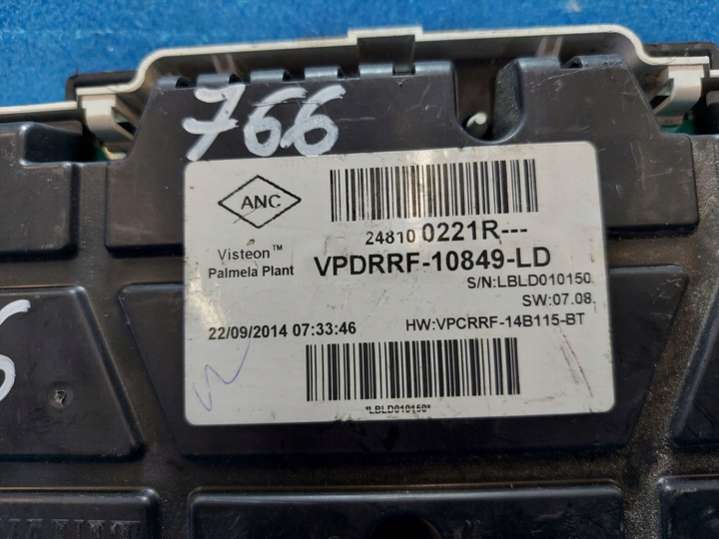 766
ANC
24810 0221R---
Visteon™
Palmela Plant
VPDRRF-10849-LD
S/N:LBLD010150
SW:07.08
22/09/2014 07:33:46
HW:VPCRRF-14B115-BT
*LBLD010150*